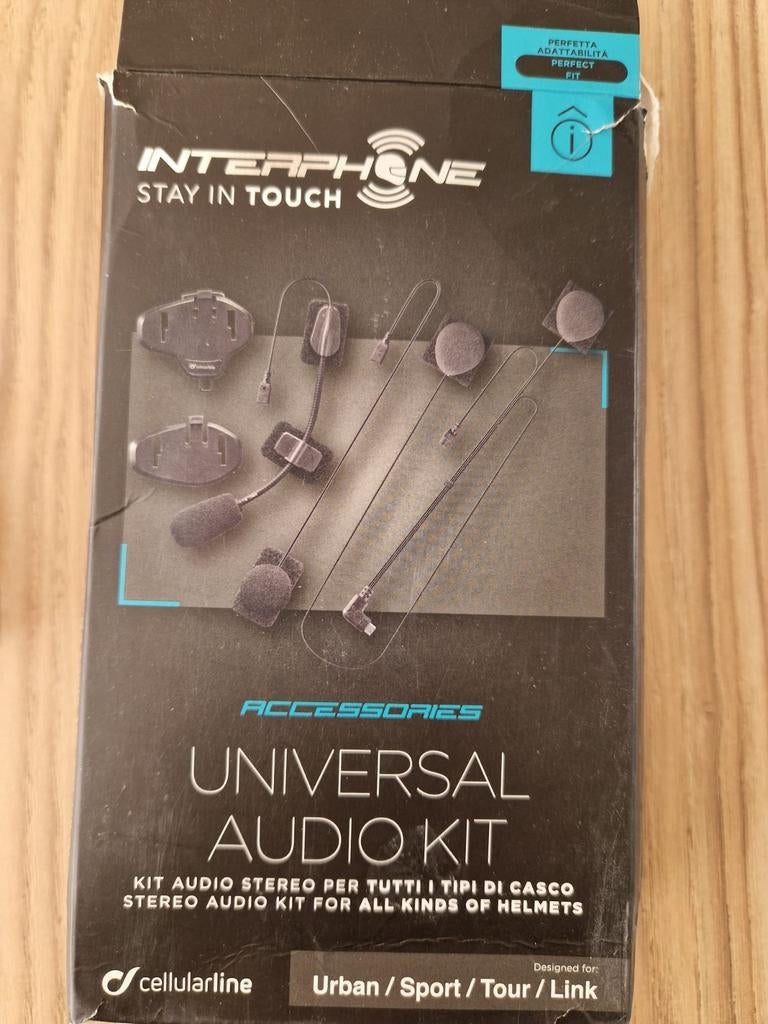 PERFETTA
ADATTABILITÀ
PERFECT
FIT
i
INTERPHONE
STAY IN TOUCH
cellularline
ACCESSORIES
UNIVERSAL
AUDIO KIT
KIT AUDIO STEREO PER TUTTI I TIPI DI CASCO
STEREO AUDIO KIT FOR ALL KINDS OF HELMETS
cellularline
Designed for:
Urban / Sport / Tour / Link